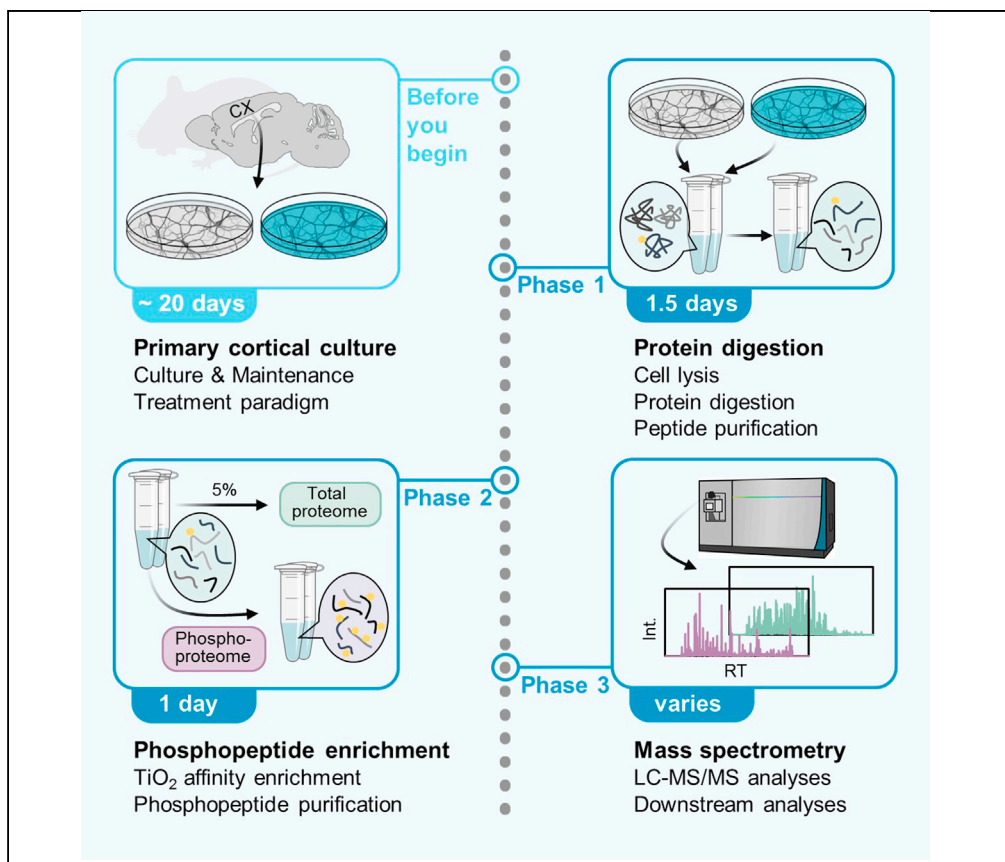 CX
Before
you
begin
~ 20 days
Primary cortical culture
Culture & Maintenance
Treatment paradigm
Phase 1
1.5 days
Protein digestion
Cell lysis
Protein digestion
Peptide purification
5%
Total
proteome
Phospho-
proteome
Phase 2
1 day
Phosphopeptide enrichment
TiO₂ affinity enrichment
Phosphopeptide purification
Int.
RT
Phase 3
varies
Mass spectrometry
LC-MS/MS analyses
Downstream analyses